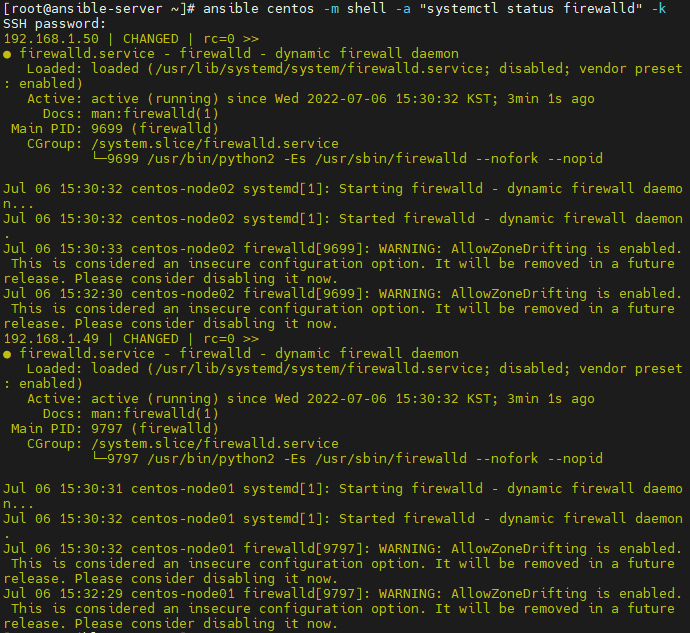 [root@ansible-server ~]# ansible centos -m shell -a "systemctl status firewalld" -k
SSH password:
192.168.1.50 | CHANGED | rc=0 >>
● firewalld.service - firewalld - dynamic firewall daemon
   Loaded: loaded (/usr/lib/systemd/system/firewalld.service; disabled; vendor preset
: enabled)
   Active: active (running) since Wed 2022-07-06 15:30:32 KST; 3min 1s ago
     Docs: man:firewalld(1)
 Main PID: 9699 (firewalld)
   CGroup: /system.slice/firewalld.service
           └─9699 /usr/bin/python2 -Es /usr/sbin/firewalld --nofork --nopid

Jul 06 15:30:32 centos-node02 systemd[1]: Starting firewalld - dynamic firewall daemo
n...
Jul 06 15:30:32 centos-node02 systemd[1]: Started firewalld - dynamic firewall daemon
.
Jul 06 15:30:33 centos-node02 firewalld[9699]: WARNING: AllowZoneDrifting is enabled.
 This is considered an insecure configuration option. It will be removed in a future
release. Please consider disabling it now.
Jul 06 15:32:30 centos-node02 firewalld[9699]: WARNING: AllowZoneDrifting is enabled.
 This is considered an insecure configuration option. It will be removed in a future
release. Please consider disabling it now.
192.168.1.49 | CHANGED | rc=0 >>
● firewalld.service - firewalld - dynamic firewall daemon
   Loaded: loaded (/usr/lib/systemd/system/firewalld.service; disabled; vendor preset
: enabled)
   Active: active (running) since Wed 2022-07-06 15:30:32 KST; 3min 1s ago
     Docs: man:firewalld(1)
 Main PID: 9797 (firewalld)
   CGroup: /system.slice/firewalld.service
           └─9797 /usr/bin/python2 -Es /usr/sbin/firewalld --nofork --nopid

Jul 06 15:30:31 centos-node01 systemd[1]: Starting firewalld - dynamic firewall daemo
n...
Jul 06 15:30:32 centos-node01 systemd[1]: Started firewalld - dynamic firewall daemon
.
Jul 06 15:30:32 centos-node01 firewalld[9797]: WARNING: AllowZoneDrifting is enabled.
 This is considered an insecure configuration option. It will be removed in a future
release. Please consider disabling it now.
Jul 06 15:32:29 centos-node01 firewalld[9797]: WARNING: AllowZoneDrifting is enabled.
 This is considered an insecure configuration option. It will be removed in a future
release. Please consider disabling it now.